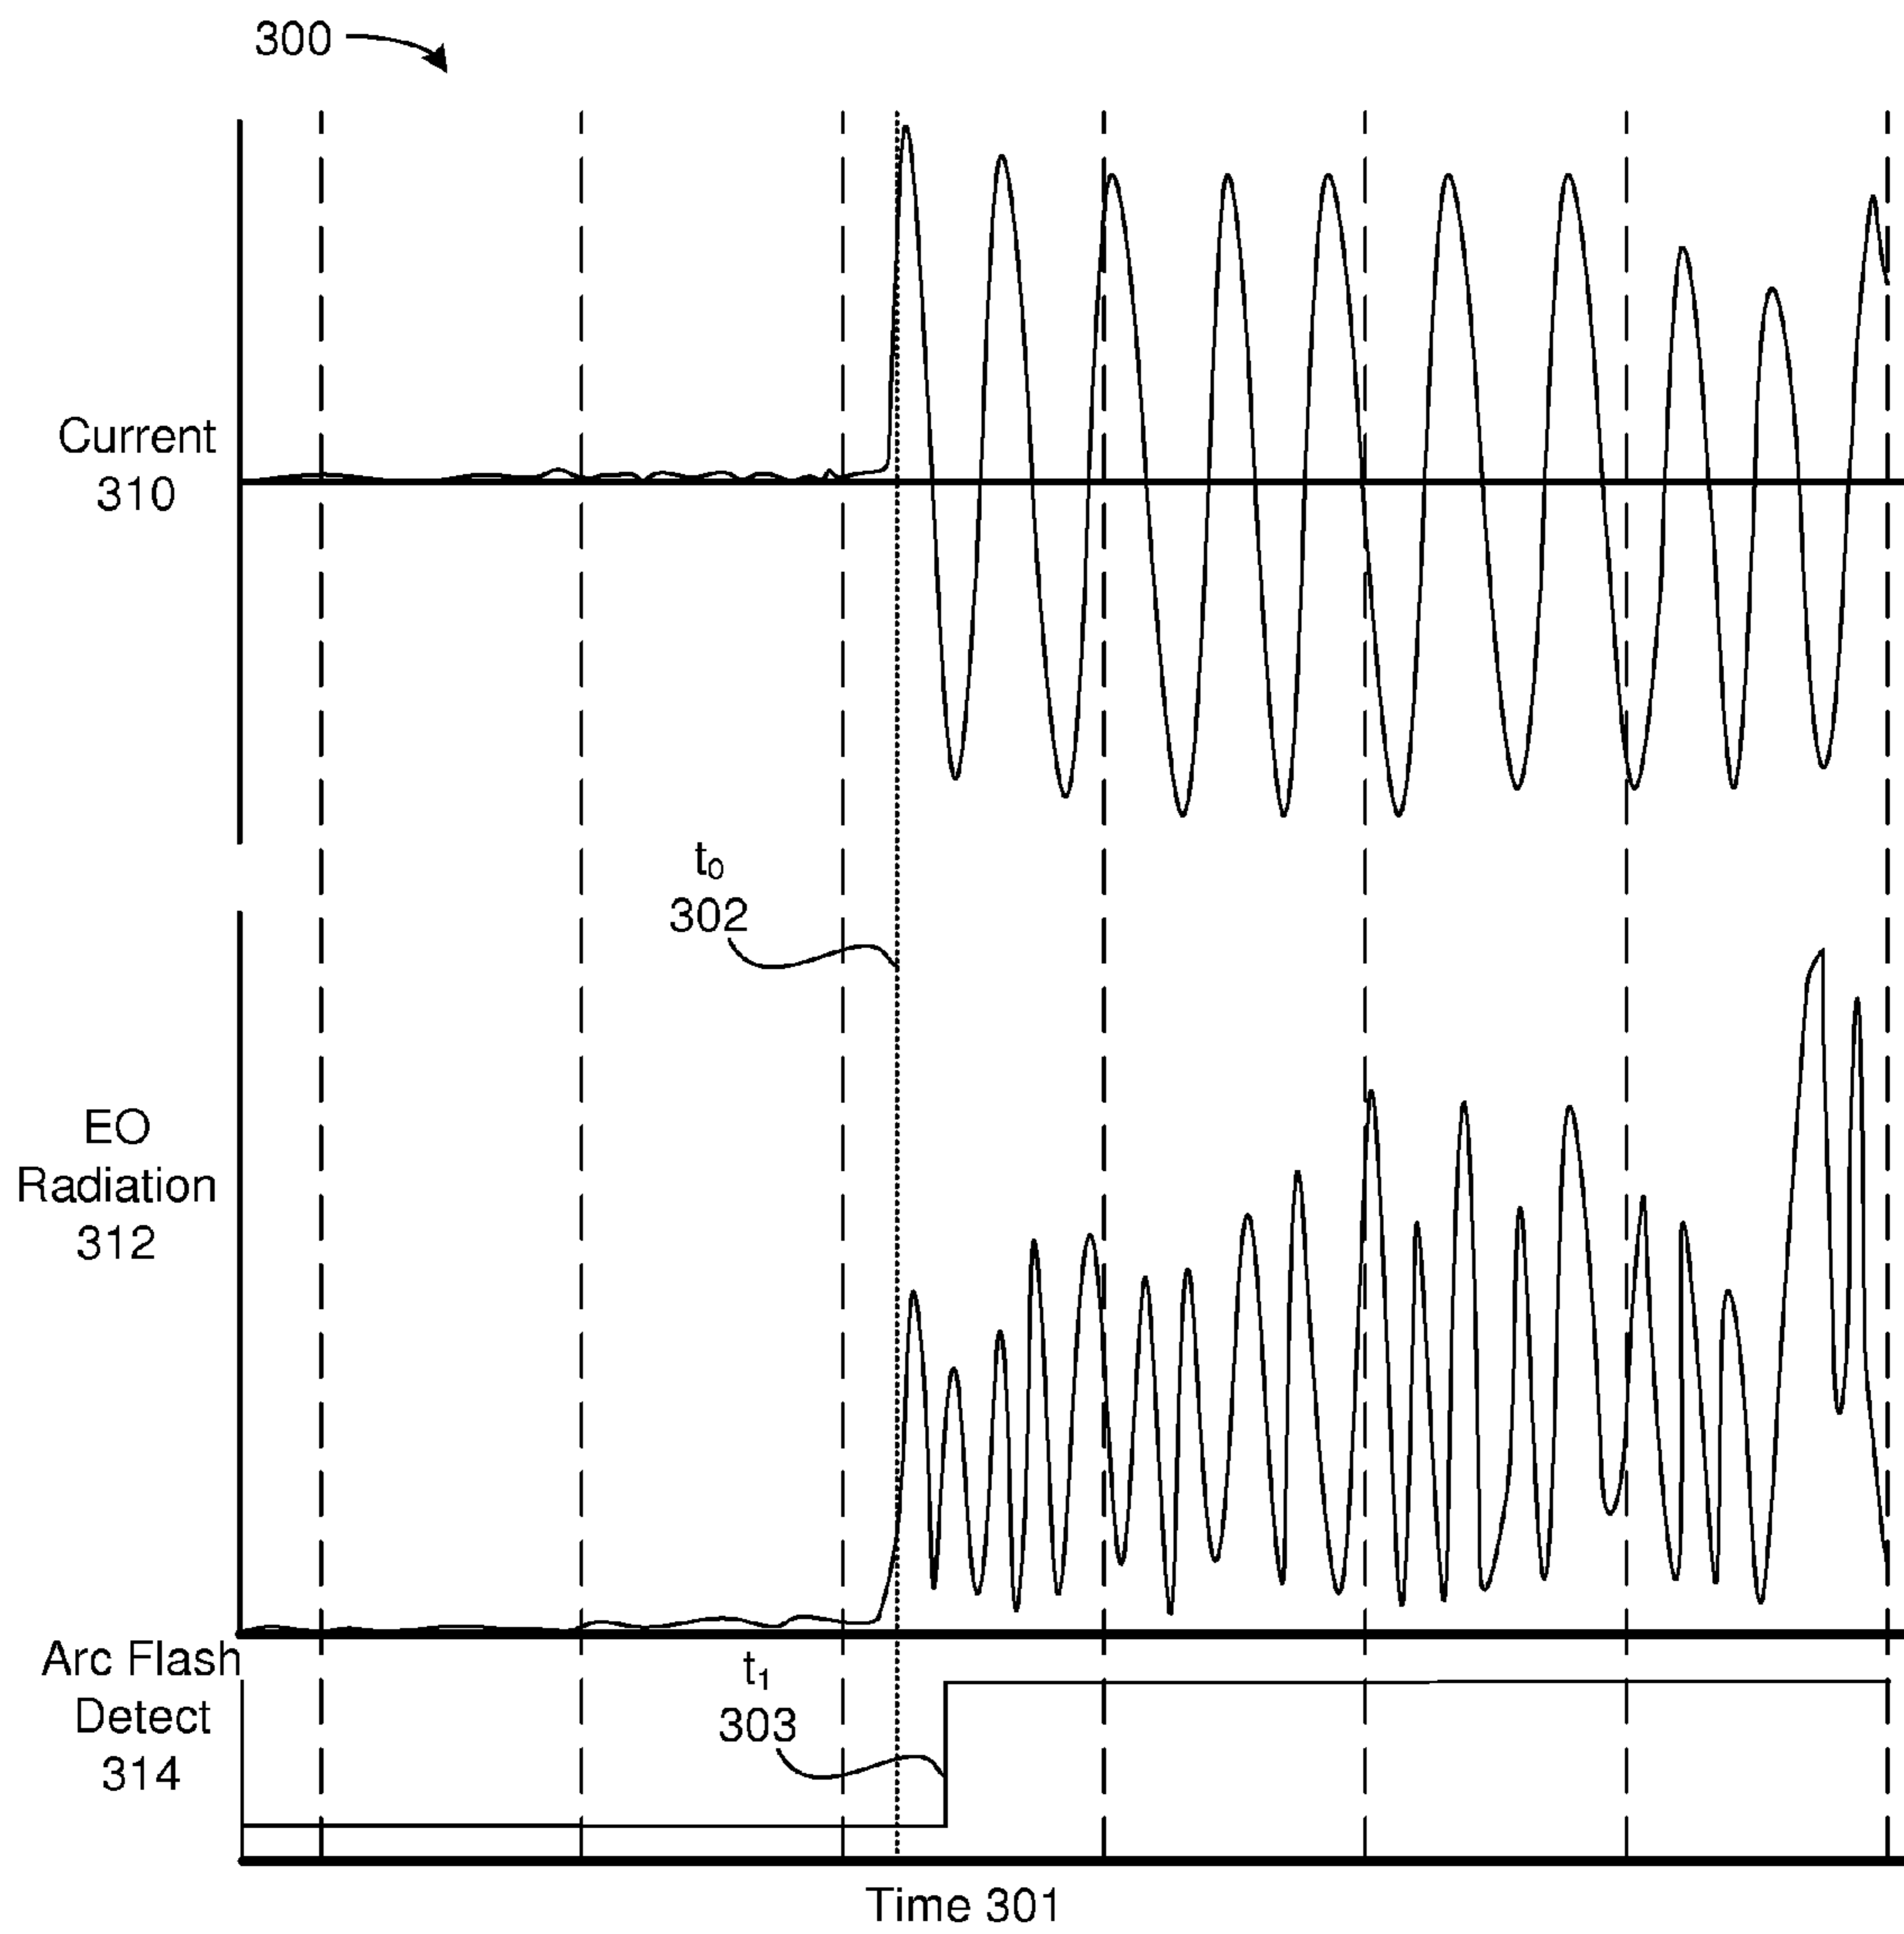 300
Current
310
t0
302
EO
Radiation
312
Arc Flash
Detect
314
t1
303
Time 301